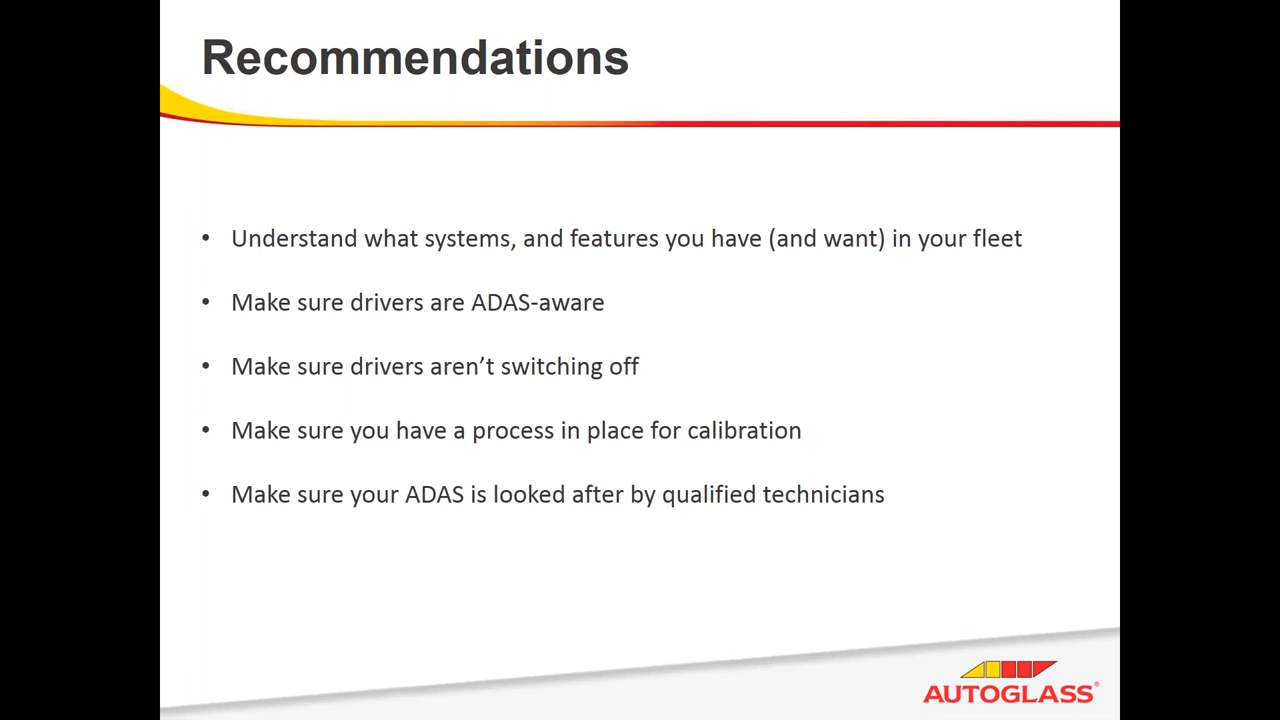 Recommendations
• Understand what systems, and features you have (and want) in your fleet
• Make sure drivers are ADAS-aware
• Make sure drivers aren’t switching off
• Make sure you have a process in place for calibration
• Make sure your ADAS is looked after by qualified technicians
AUTOGLASS®